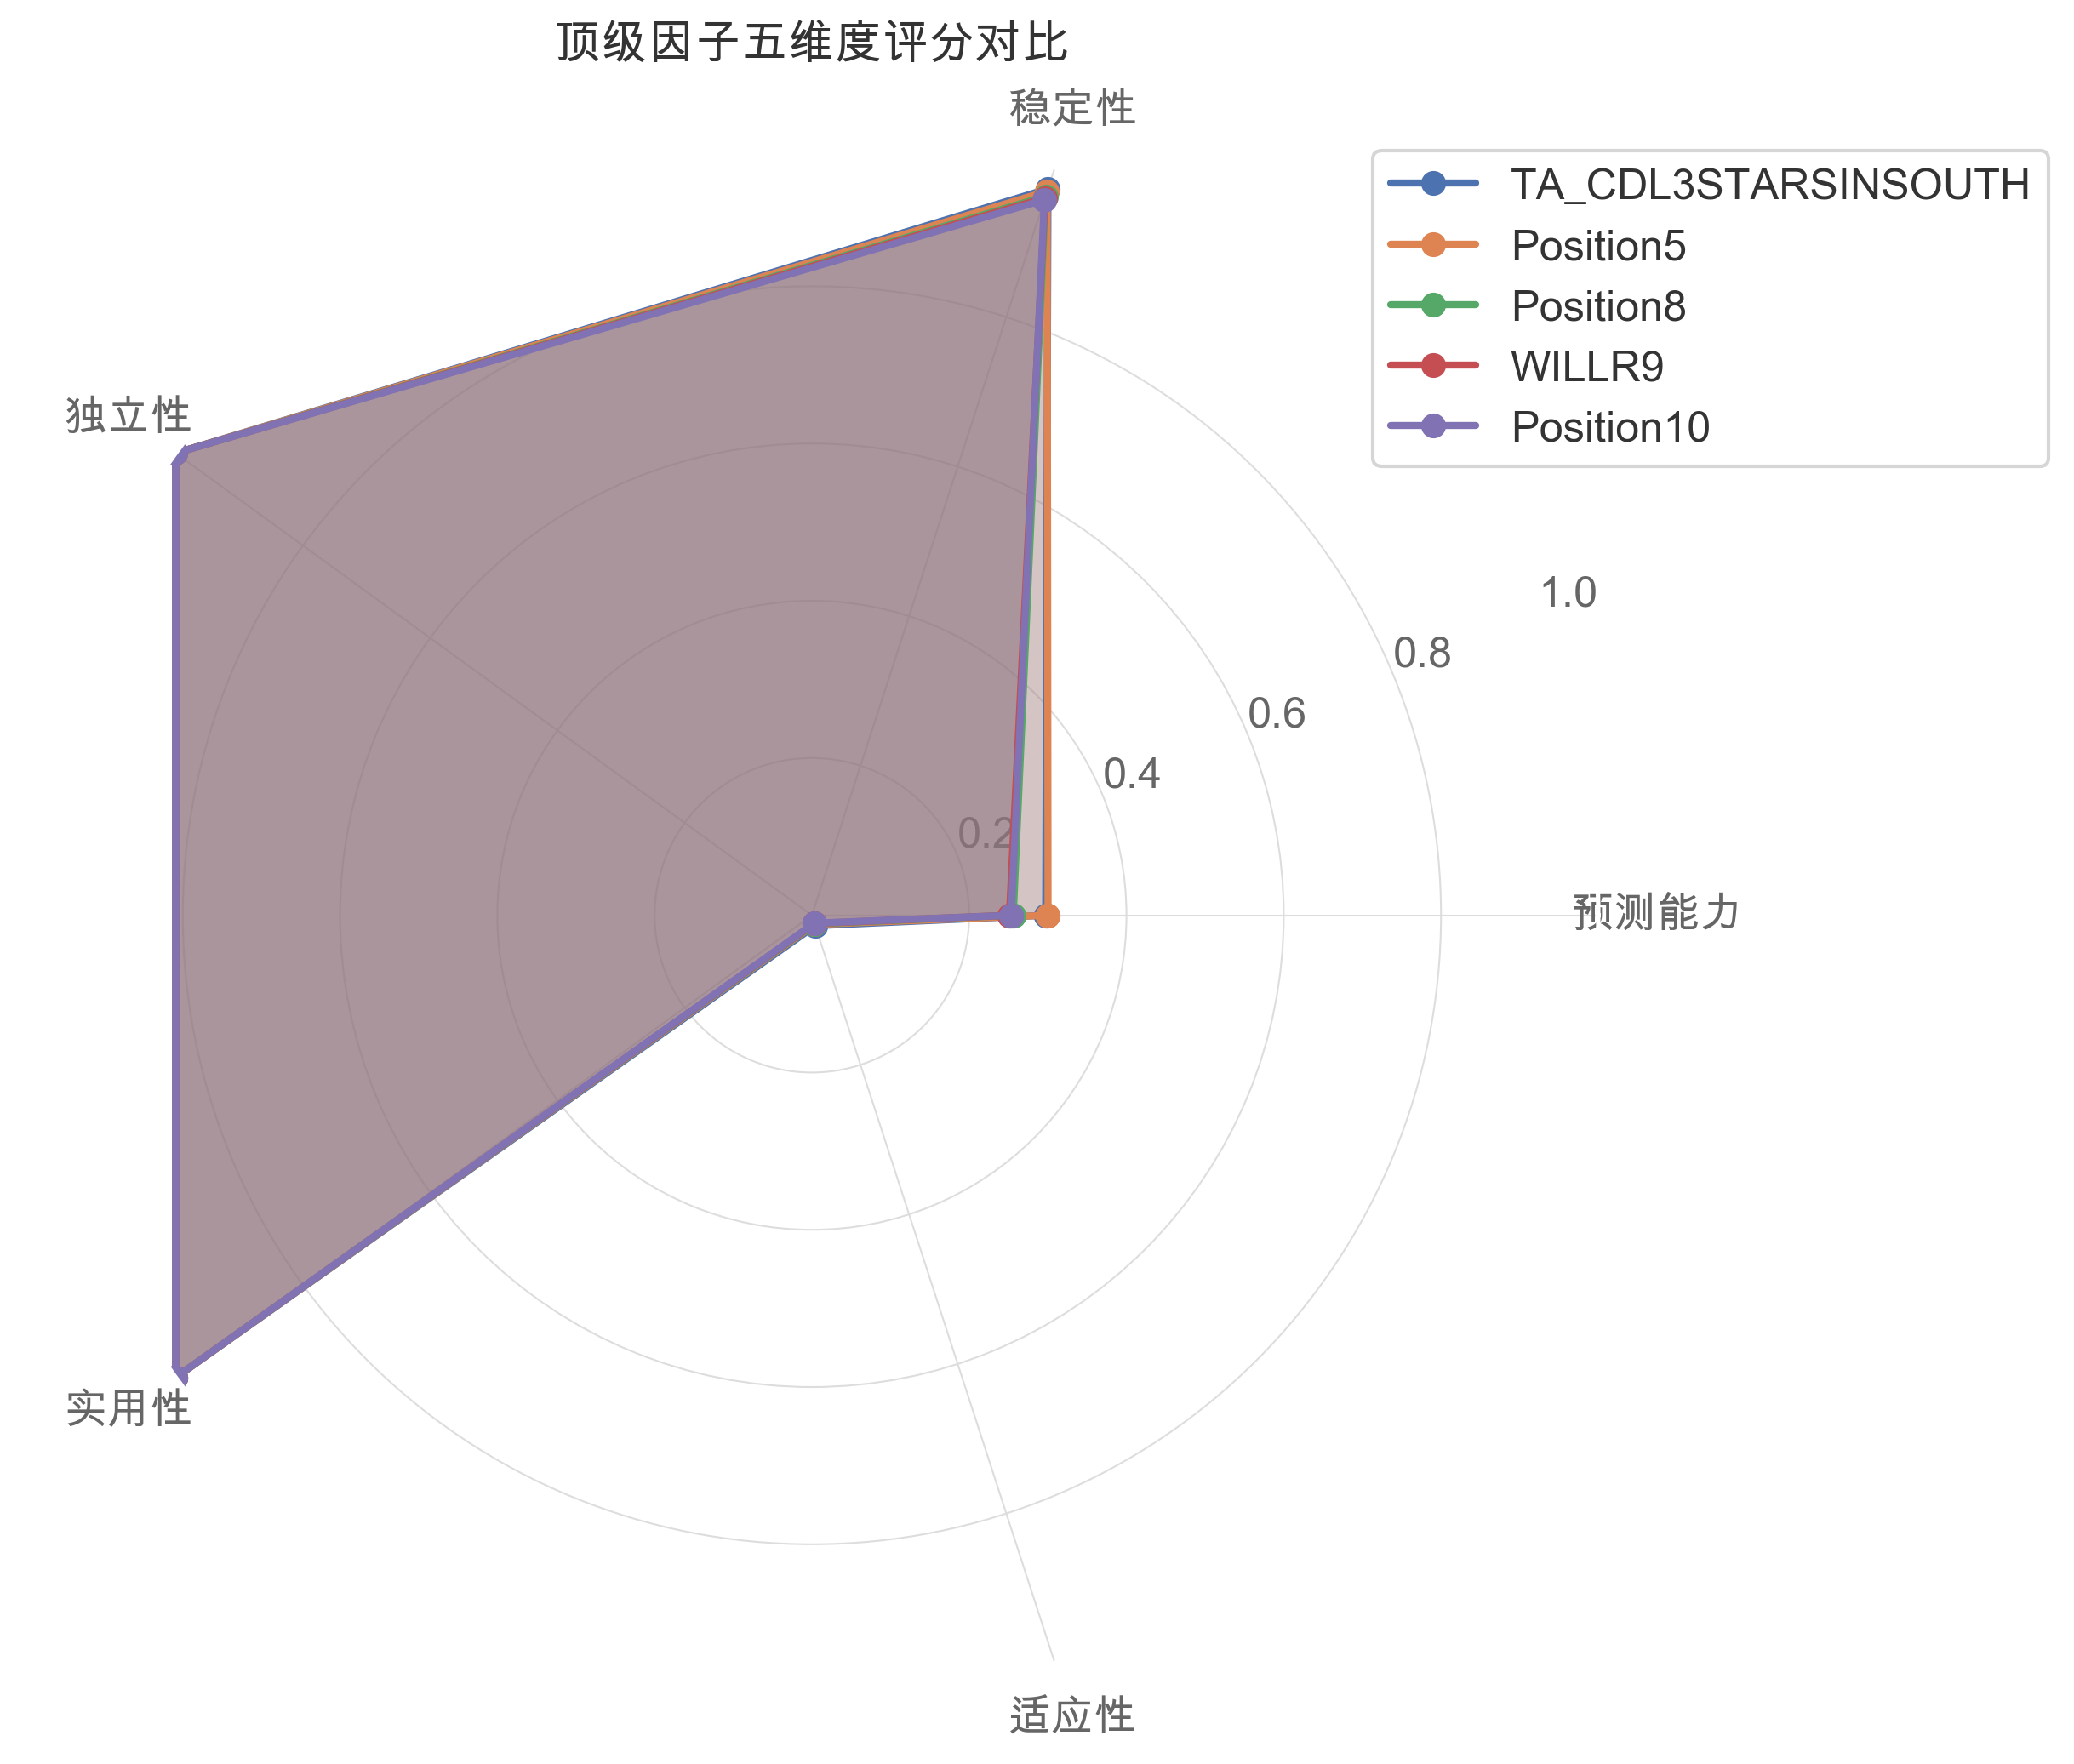 顶级因子五维度评分对比
稳定性
TA_CDL3STARSINSOUTH
Position5
Position8
WILLR9
Position10
独立性
1.0
0.8
0.6
0.4
0.2
预测能力
实用性
适应性